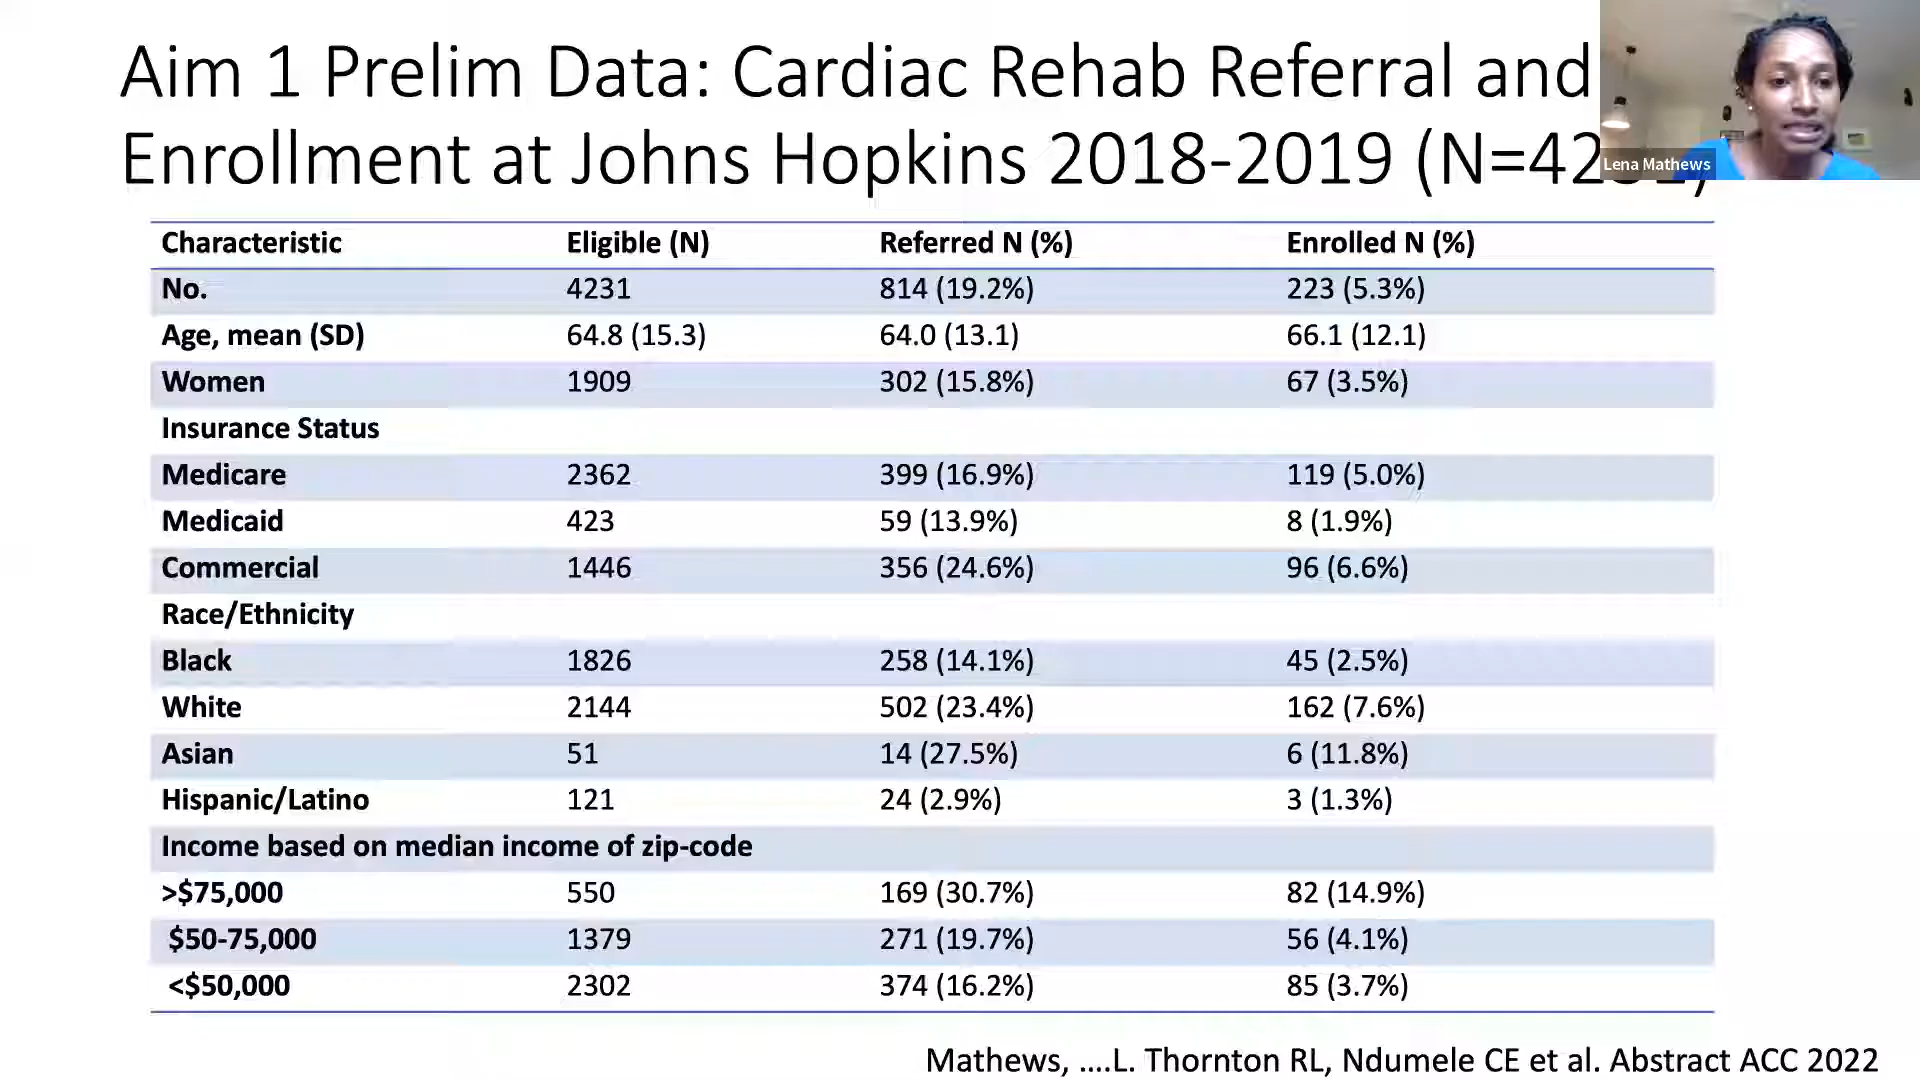 Aim 1 Prelim Data: Cardiac Rehab Referral and
Enrollment at Johns Hopkins 2018-2019
Lena Mathews
Characteristic Eligible (N) Referred N (%) Enrolled N (%)
No. 4231 814 (19.2%) 223 (5.3%)
Age, mean (SD) 64.8 (15.3) 64.0 (13.1) 66.1 (12.1)
Women 1909 302 (15.8%) 67 (3.5%)
Insurance Status
Medicare 2362 399 (16.9%) 119 (5.0%)
Medicaid 423 59 (13.9%) 8 (1.9%)
Commercial 1446 356 (24.6%) 96 (6.6%)
Race/Ethnicity
Black 1826 258 (14.1%) 45 (2.5%)
White 2144 502 (23.4%) 162 (7.6%)
Asian 51 14 (27.5%) 6 (11.8%)
Hispanic/Latino 121 24 (2.9%) 3 (1.3%)
Income based on median income of zip-code
>$75,000 550 169 (30.7%) 82 (14.9%)
$50-75,000 1379 271 (19.7%) 56 (4.1%)
<$50,000 2302 374 (16.2%) 85 (3.7%)
Mathews, ....L. Thornton RL, Ndumele CE et al. Abstract ACC 2022